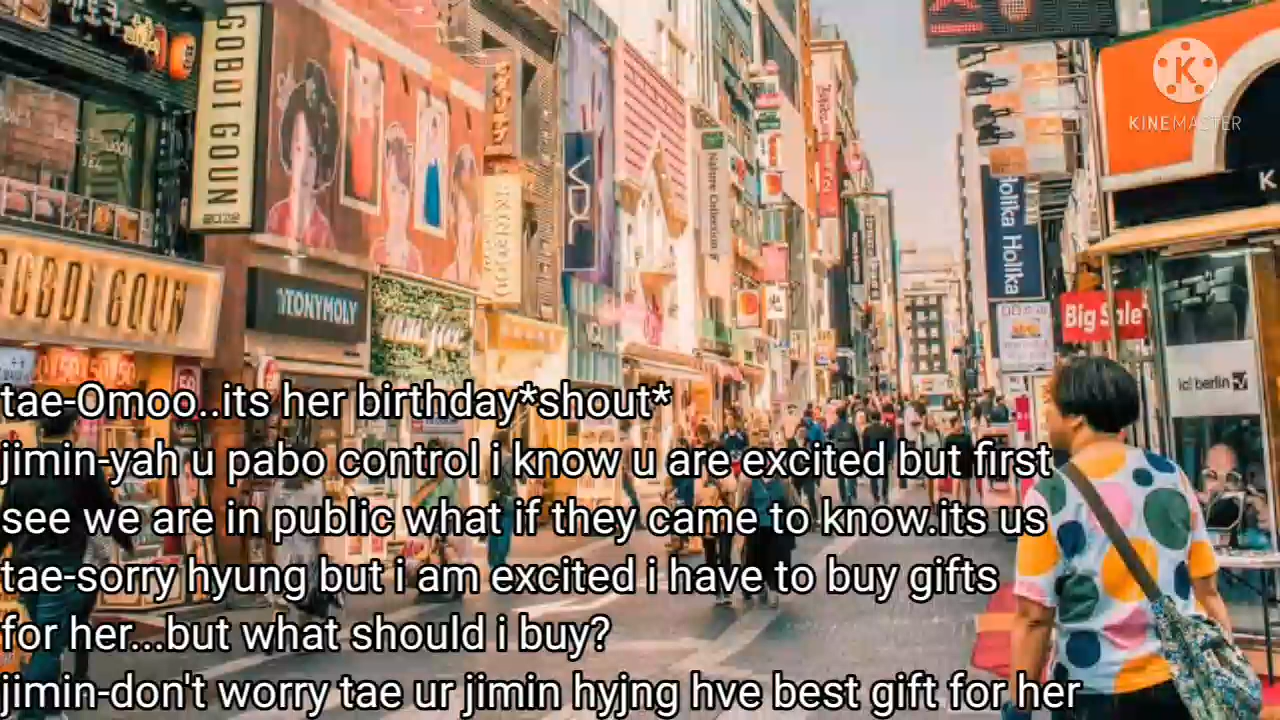 GOBDI GOUN
GOBDI GOUN
TONYMOLY
VDL
Nature Collection
Holika Holika
Big Sale
ic! berlin
K
KINEMASTER
tae-Omoo..its her birthday*shout*
jimin-yah u pabo control i know u are excited but first
see we are in public what if they came to know.its us
tae-sorry hyung but i am excited i have to buy gifts
for her...but what should i buy?
jimin-don't worry tae ur jimin hyjng hve best gift for her